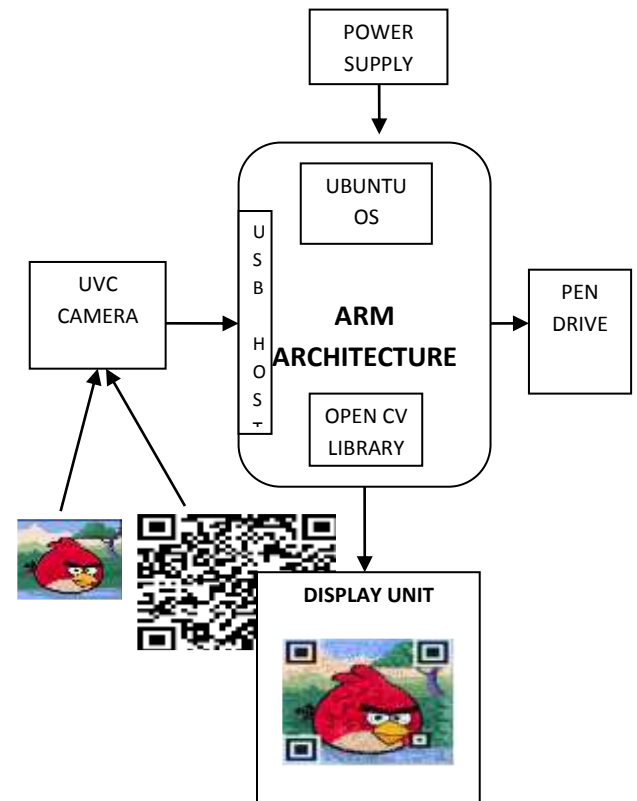 POWER
SUPPLY
UBUNTU
OS
U
S
B
H
O
S
T
UVC
CAMERA
ARM
ARCHITECTURE
PEN
DRIVE
OPEN CV
LIBRARY
DISPLAY UNIT